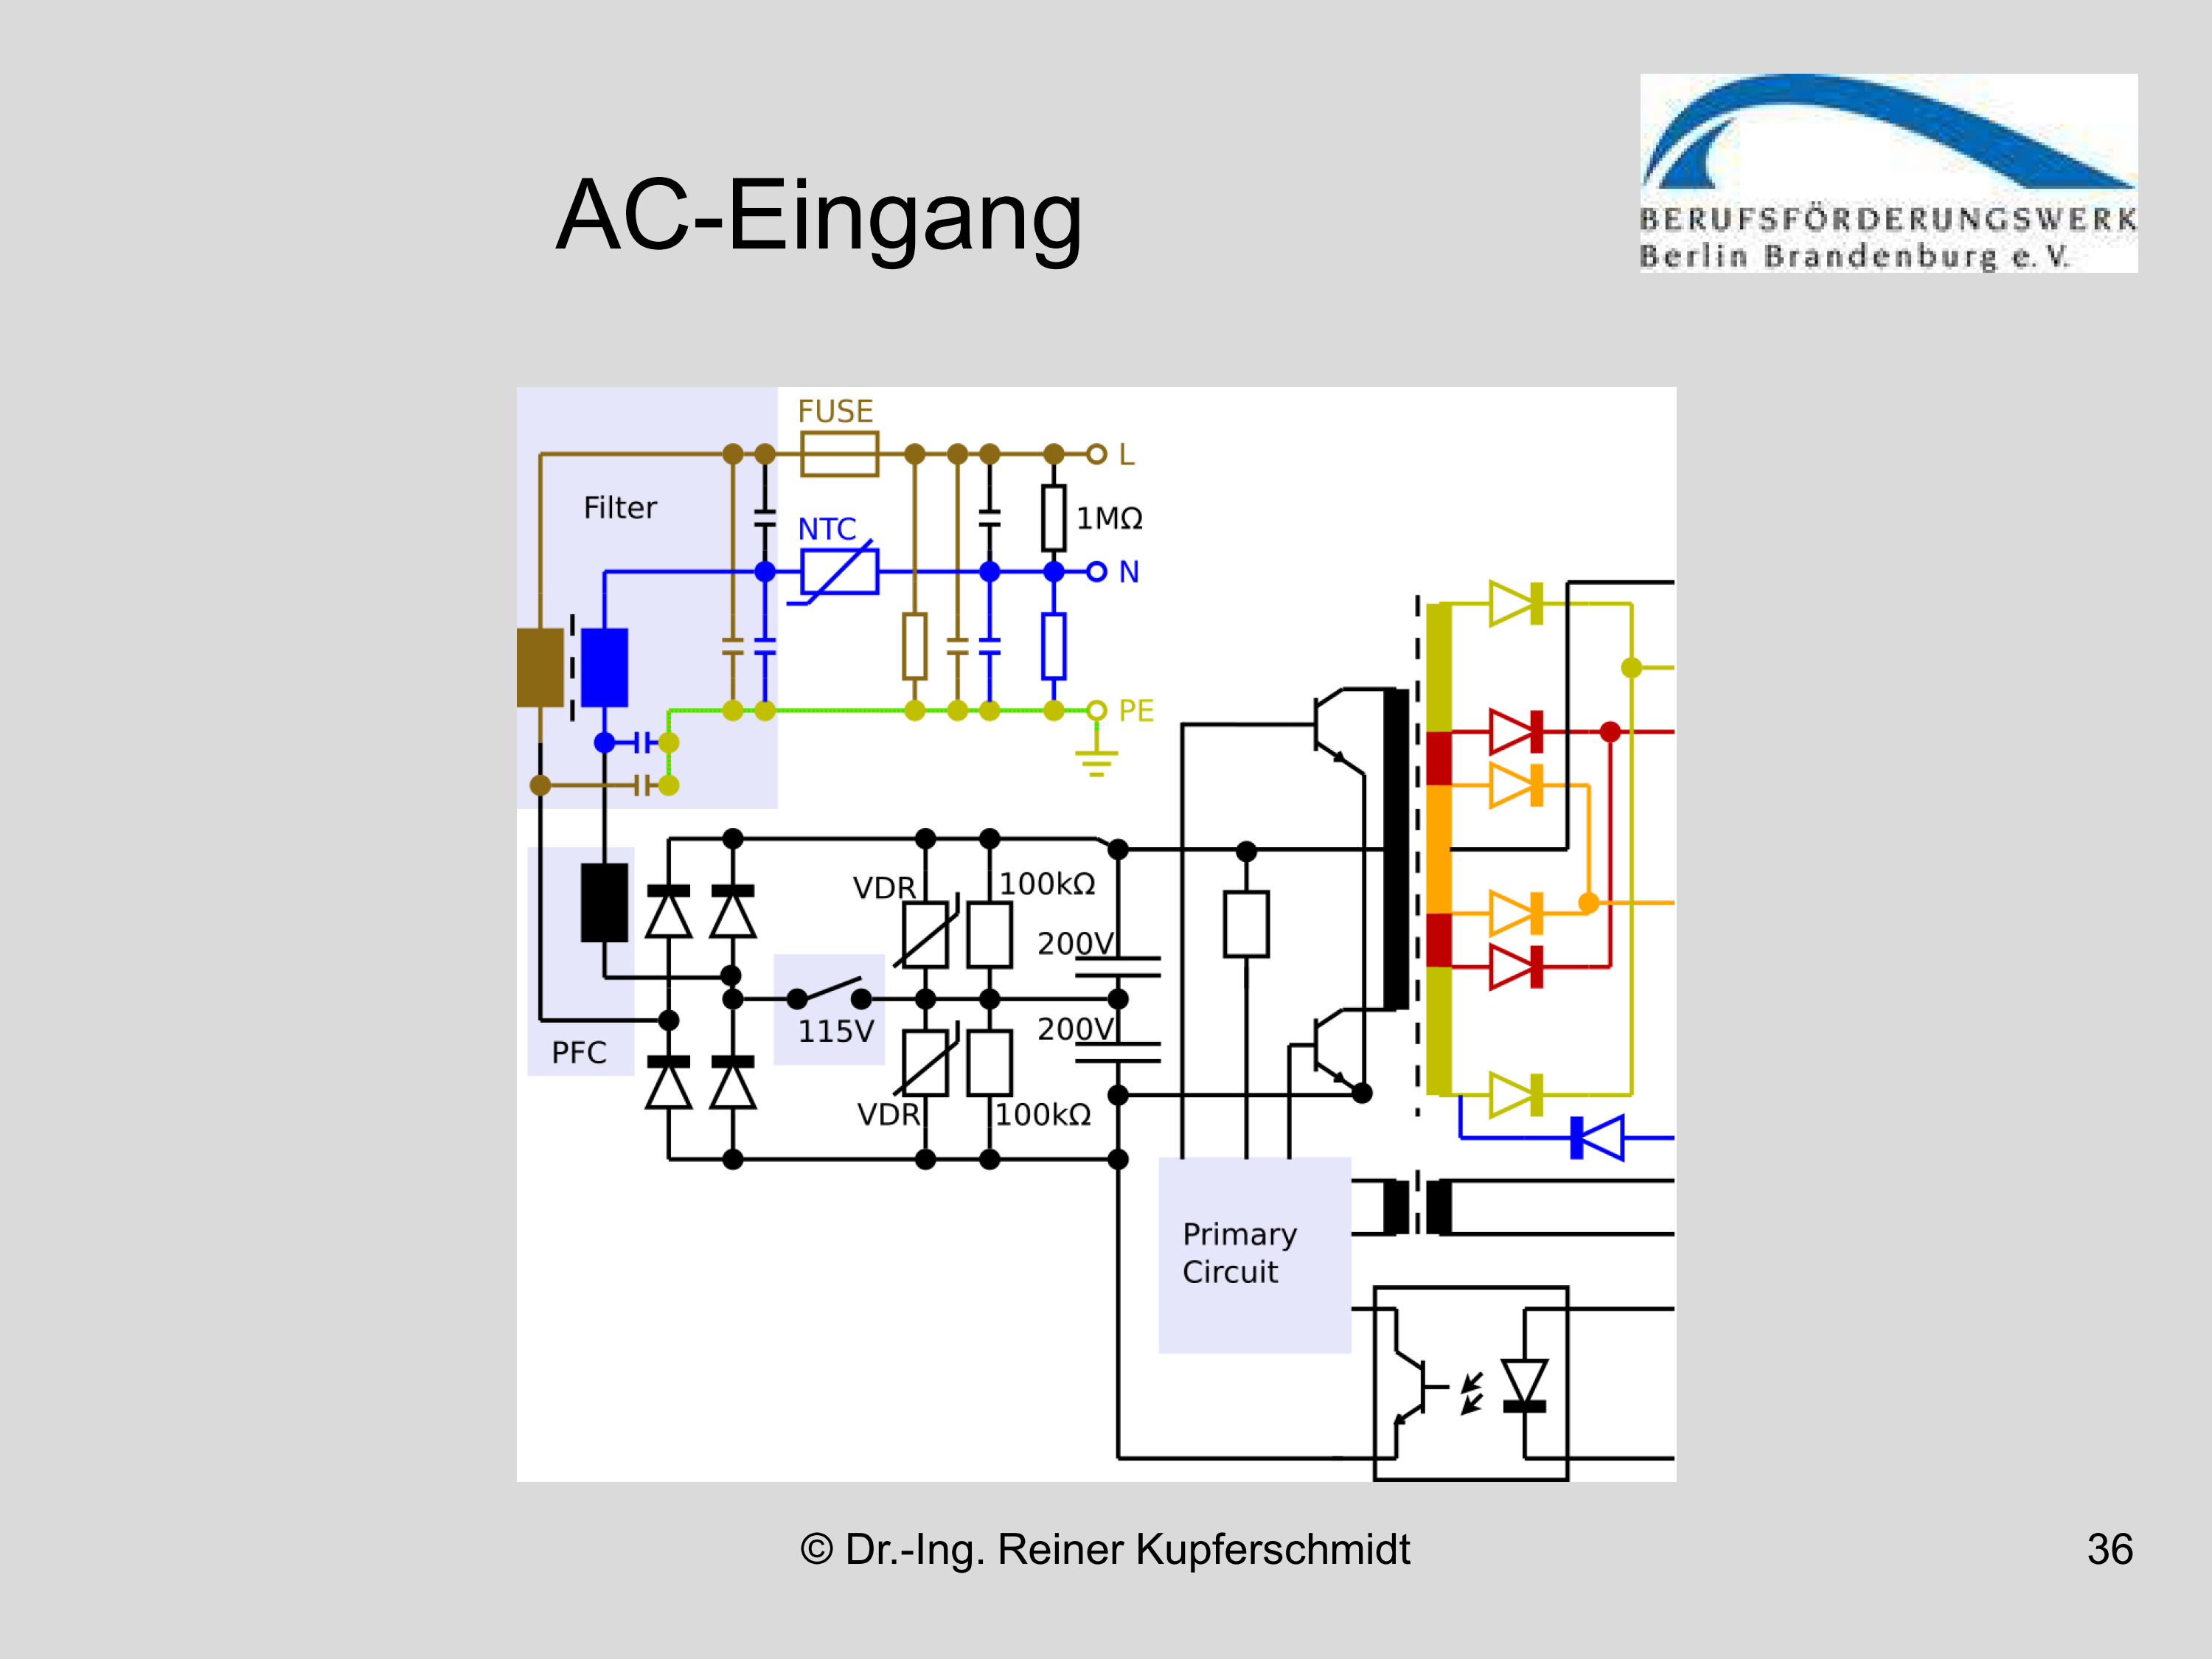 AC-Eingang
BERUFSFÖRDERUNGSWERK
Berlin Brandenburg e. V.
FUSE
L
Filter
1MΩ
NTC
N
PE
VDR
100kΩ
200V
115V
200V
PFC
VDR
100kΩ
Primary
Circuit
© Dr.-Ing. Reiner Kupferschmidt
36